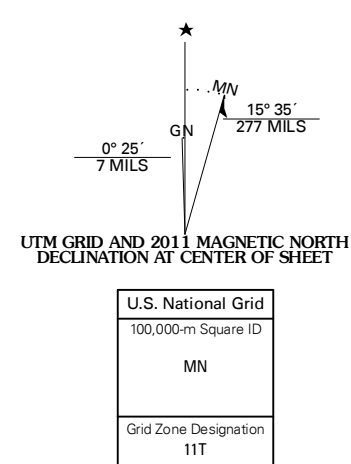 MN
15° 35´
277 MILS
GN
0° 25´
7 MILS
UTM GRID AND 2011 MAGNETIC NORTH
DECLINATION AT CENTER OF SHEET
U.S. National Grid
100,000-m Square ID
MN
Grid Zone Designation
11T